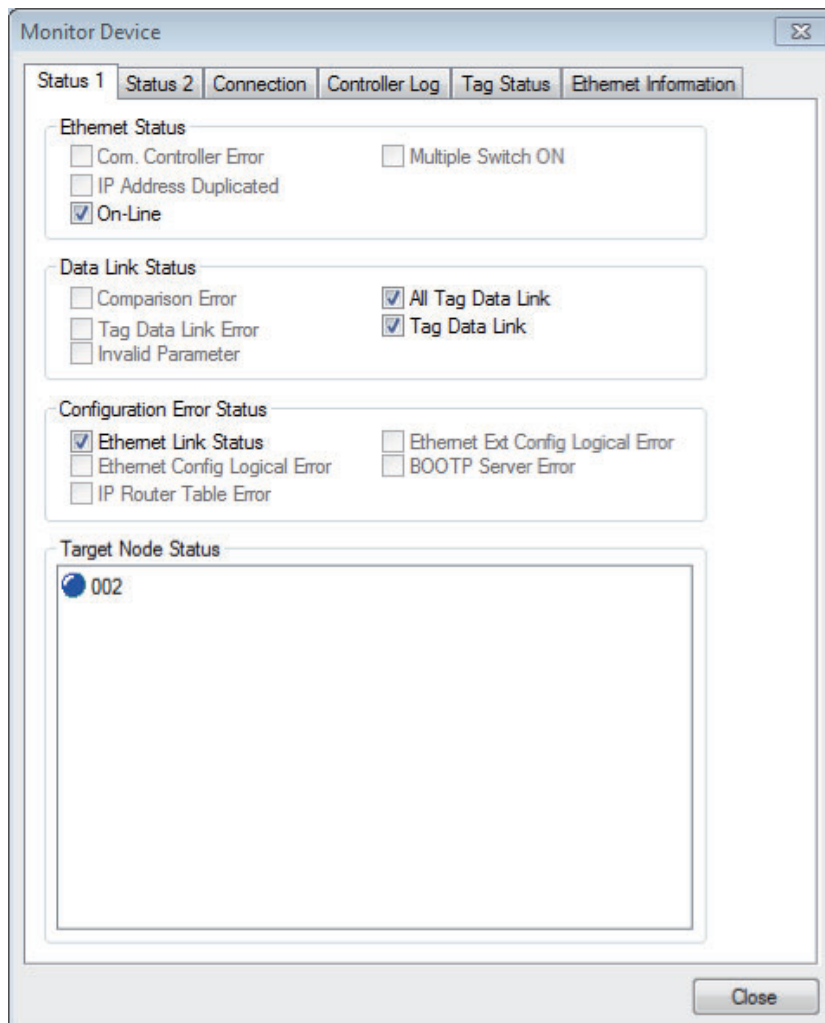 Monitor Device
Status 1 Status 2 Connection Controller Log Tag Status Ethernet Information
Ethernet Status
Com. Controller Error Multiple Switch ON
IP Address Duplicated
On-Line
Data Link Status
Comparison Error All Tag Data Link
Tag Data Link Error Tag Data Link
Invalid Parameter
Configuration Error Status
Ethernet Link Status Ethernet Ext Config Logical Error
Ethernet Config Logical Error BOOTP Server Error
IP Router Table Error
Target Node Status
002
Close